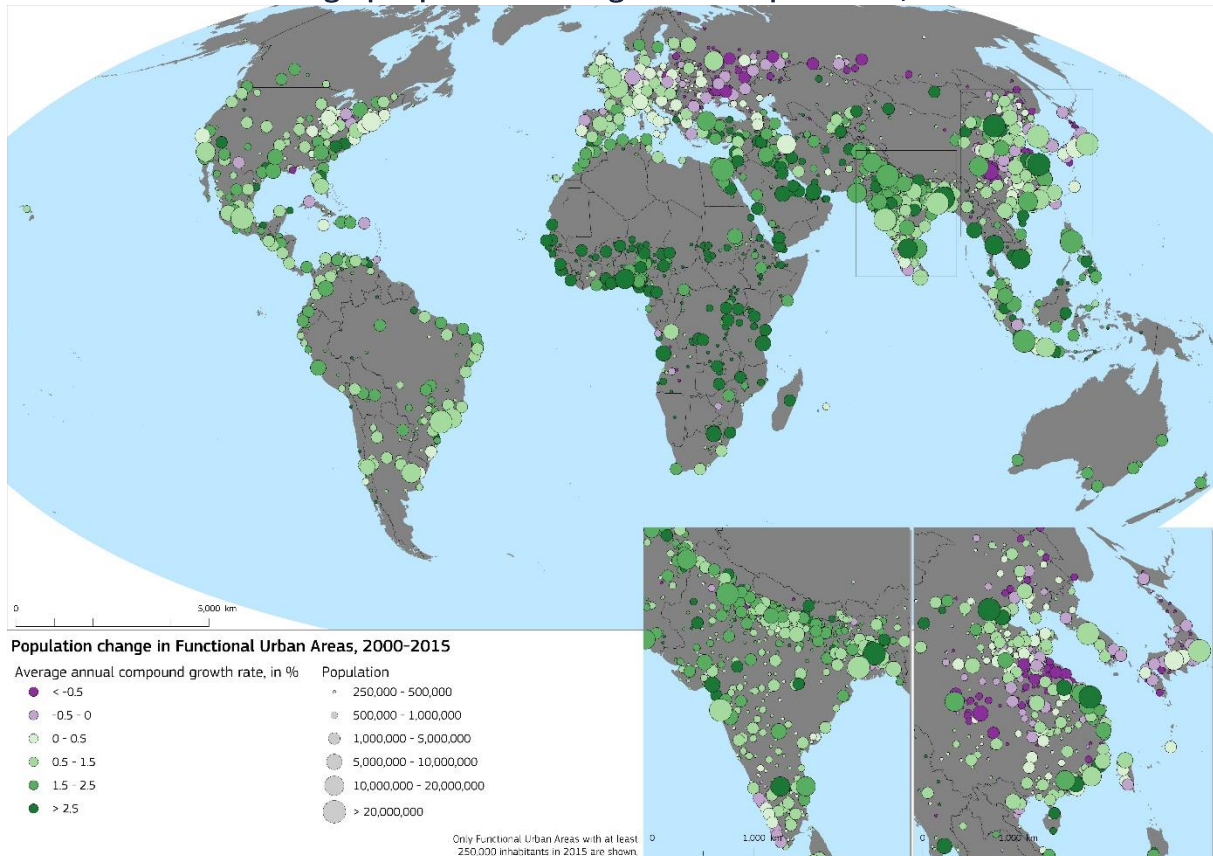 0 5,000 km
Population change in Functional Urban Areas, 2000-2015
Average annual compound growth rate, in %
< -0.5
-0.5 - 0
0 - 0.5
0.5 - 1.5
1.5 - 2.5
> 2.5
Population
250,000 - 500,000
500,000 - 1,000,000
1,000,000 - 5,000,000
5,000,000 - 10,000,000
10,000,000 - 20,000,000
> 20,000,000
Only Functional Urban Areas with at least
250,000 inhabitants in 2015 are shown.
0 1,000 km
0 1,000 km